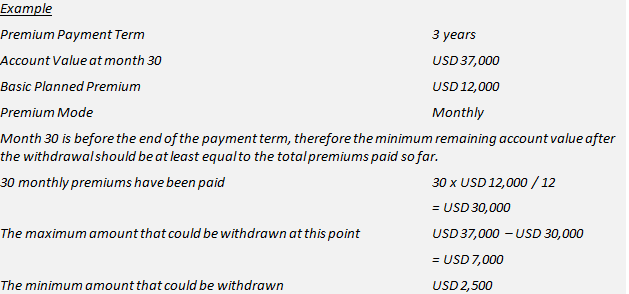 Example
Premium Payment Term 3 years
Account Value at month 30 USD 37,000
Basic Planned Premium USD 12,000
Premium Mode Monthly
Month 30 is before the end of the payment term, therefore the minimum remaining account value after
the withdrawal should be at least equal to the total premiums paid so far.
30 monthly premiums have been paid 30 x USD 12,000 / 12
= USD 30,000
The maximum amount that could be withdrawn at this point USD 37,000 – USD 30,000
= USD 7,000
The minimum amount that could be withdrawn USD 2,500